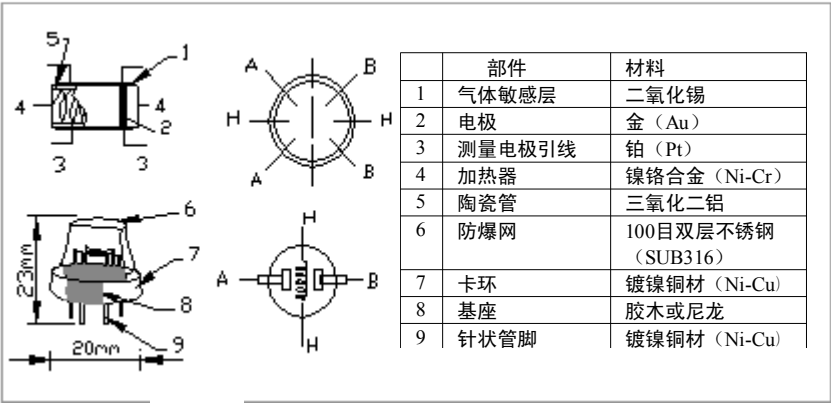 5 1
4 4
2
3 3
A B
H H
A B
6
7
8
9
23mm
20mm
H
A B
H
部件 材料
1 气体敏感层 二氧化锡
2 电极 金（Au）
3 测量电极引线 铂（Pt）
4 加热器 镍铬合金（Ni-Cr）
5 陶瓷管 三氧化二铝
6 防爆网 100目双层不锈钢
（SUB316）
7 卡环 镀镍铜材（Ni-Cu）
8 基座 胶木或尼龙
9 针状管脚 镀镍铜材（Ni-Cu）